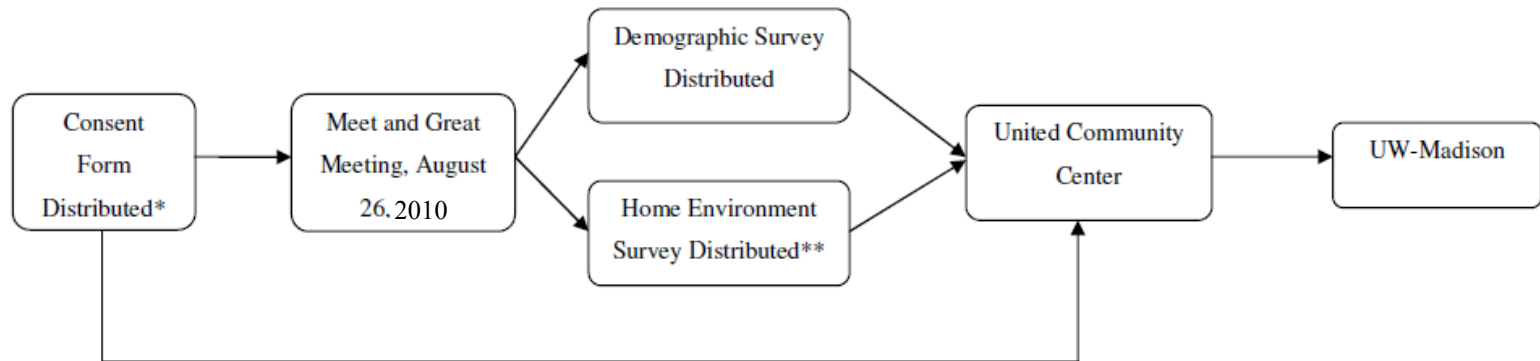 Consent
Form
Distributed*
Meet and Great
Meeting, August
26, 2010
Demographic Survey
Distributed
Home Environment
Survey Distributed**
United Community
Center
UW-Madison